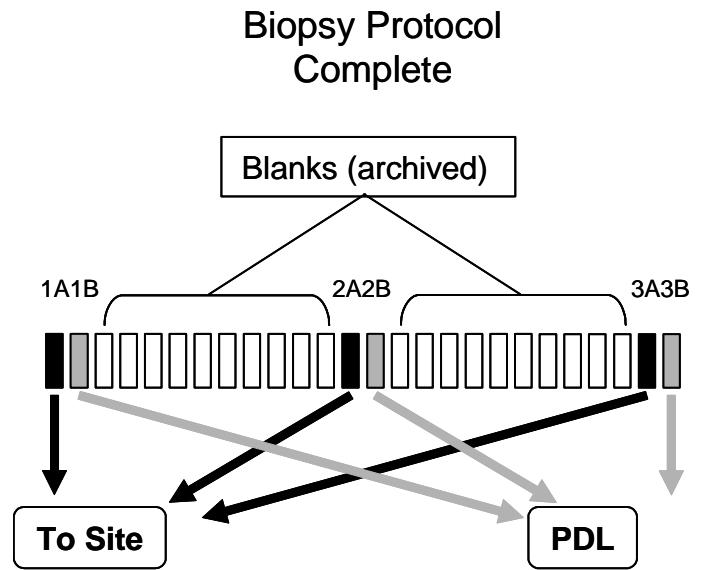 Biopsy Protocol
Complete
Blanks (archived)
1A1B 2A2B 3A3B
To Site PDL